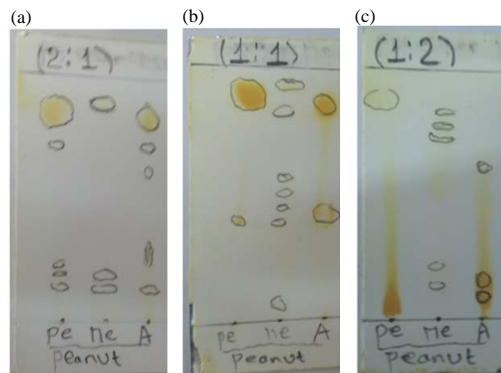 (a)
(2:1)
Pe Me A
Peanut
(b)
(1:1)
Pe Me A
Peanut
(c)
(1:2)
Pe Me A
Peanut